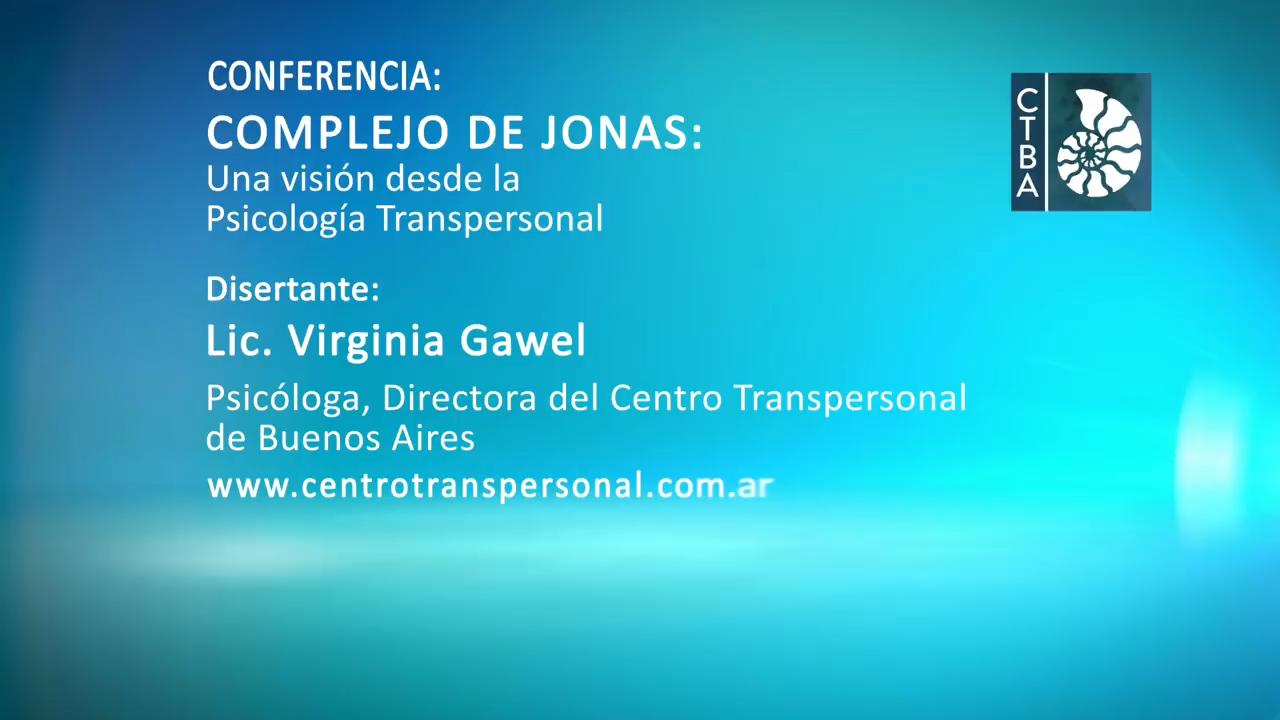 CONFERENCIA:
COMPLEJO DE JONAS:
Una visión desde la
Psicología Transpersonal
Disertante:
Lic. Virginia Gawel
Psicóloga, Directora del Centro Transpersonal
de Buenos Aires
www.centrotranspersonal.com.ar
CTBA